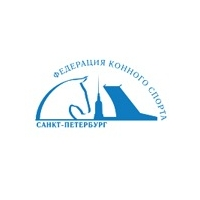 ФЕДЕРАЦИЯ КОННОГО СПОРТА
САНКТ-ПЕТЕРБУРГ